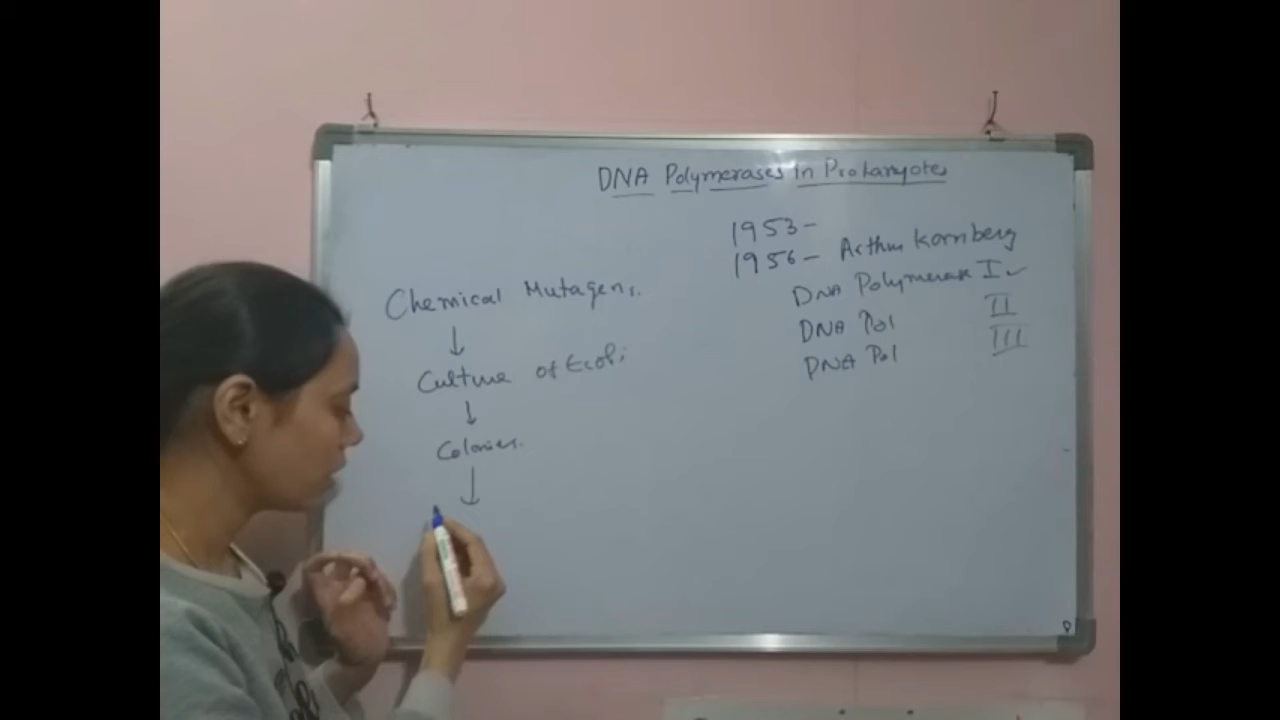 DNA Polymerases In Prokaryotes
1953 -
1956 - Arthur Kornberg
DNA Polymerase I ✓
DNA Pol II
DNA Pol III
Chemical Mutagens.
↓
Culture of Ecoli
↓
Colonies.
↓